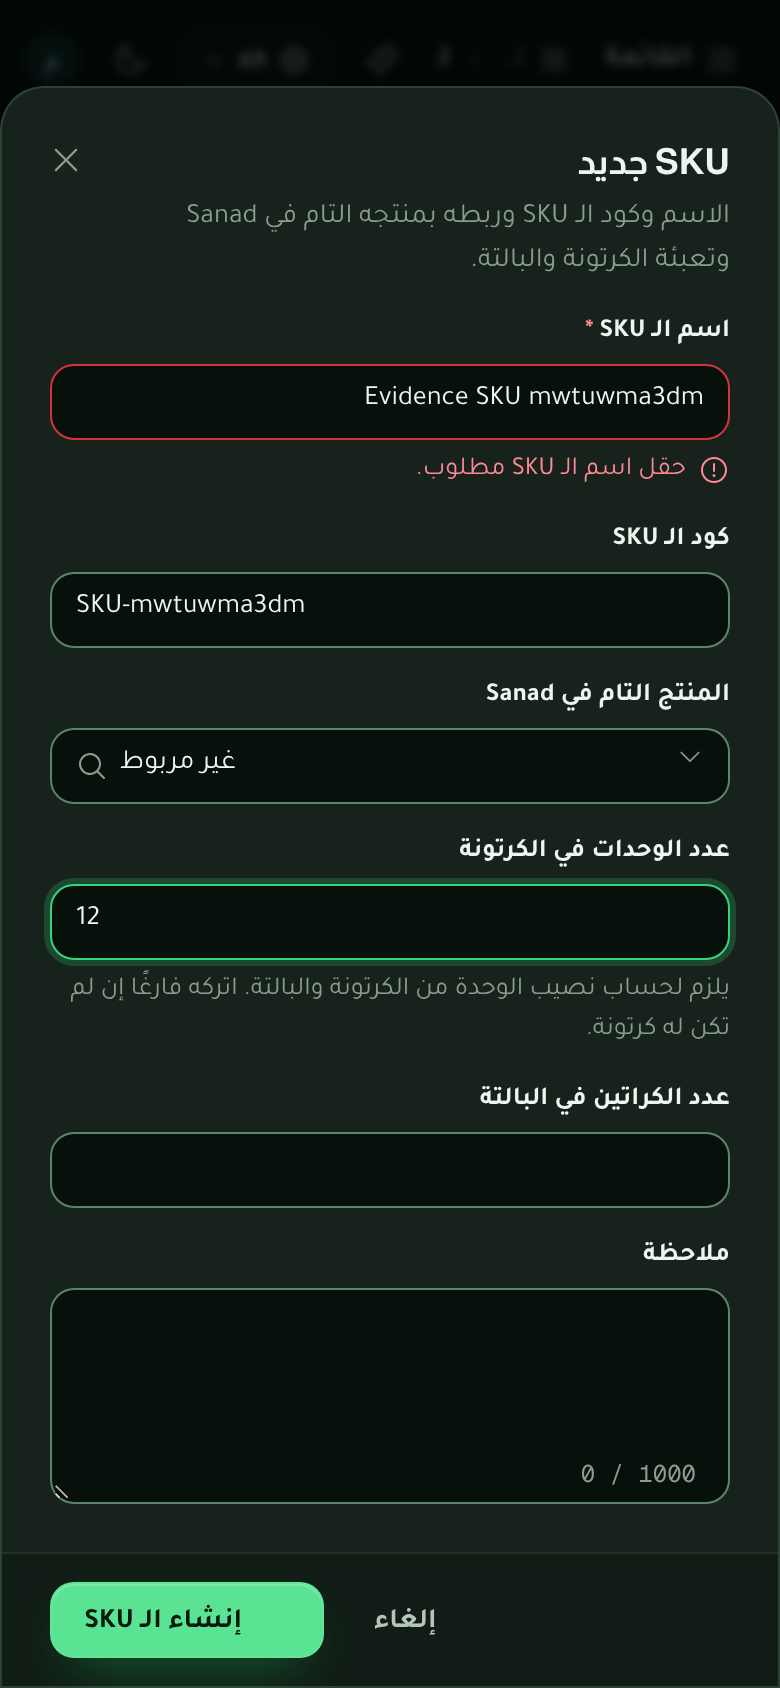 القائمة
AR
م
SKU جديد
الاسم وكود الـ SKU وربطه بمنتجه التام في Sanad
وتعبئة الكرتونة والبالتة.
اسم الـ SKU *
Evidence SKU mwtuwma3dm
حقل اسم الـ SKU مطلوب.
كود الـ SKU
SKU-mwtuwma3dm
المنتج التام في Sanad
غير مربوط
عدد الوحدات في الكرتونة
12
يلزم لحساب نصيب الوحدة من الكرتونة والبالتة. اتركه فارغًا إن لم
تكن له كرتونة.
عدد الكراتين في البالتة
ملاحظة
0 / 1000
إلغاء
إنشاء الـ SKU